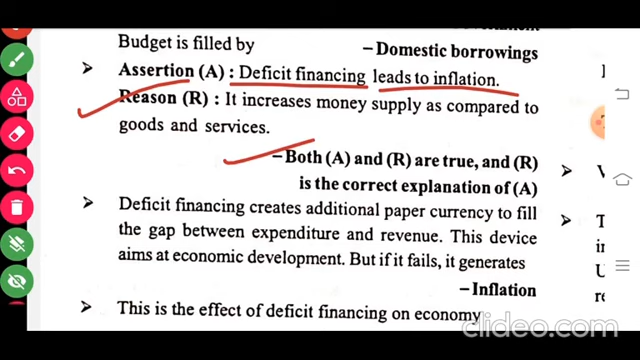 Budget is filled by – Domestic borrowings
➤ Assertion (A) : Deficit financing leads to inflation.
Reason (R) : It increases money supply as compared to
goods and services.
– Both (A) and (R) are true, and (R)
is the correct explanation of (A)
➤ Deficit financing creates additional paper currency to fill
the gap between expenditure and revenue. This device
aims at economic development. But if it fails, it generates
– Inflation
➤ This is the effect of deficit financing on economy
clideo.com